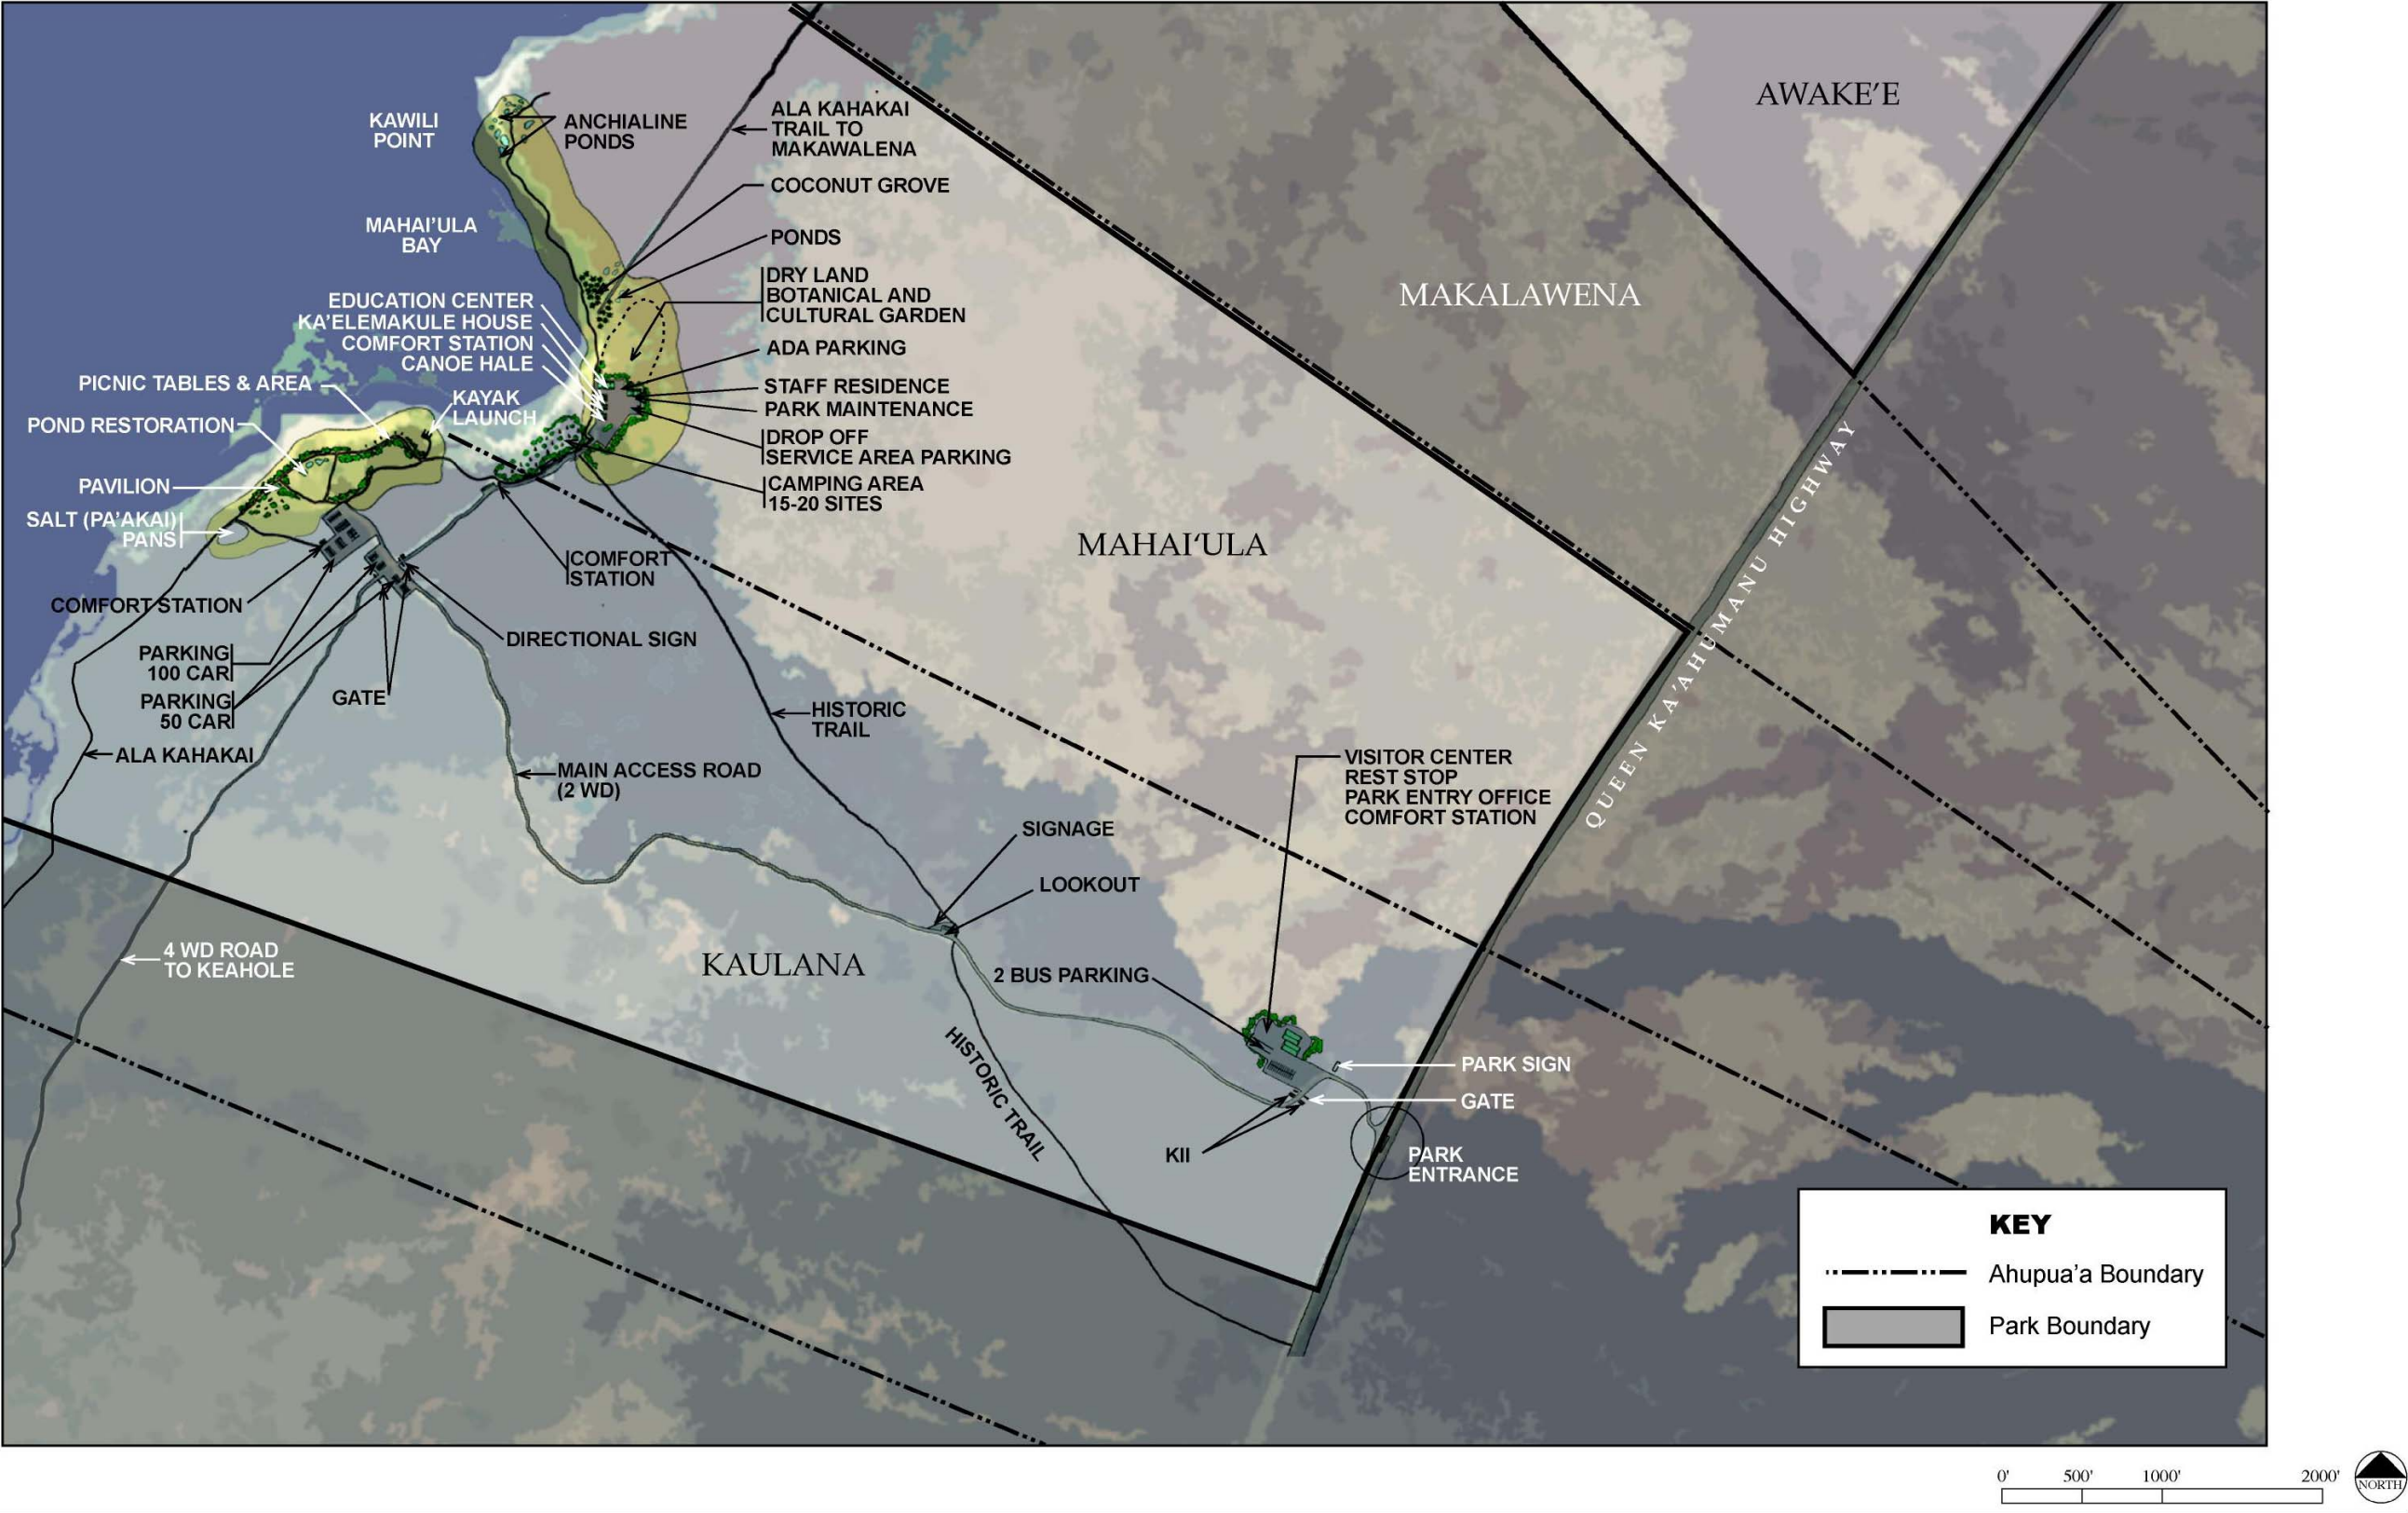 AWAKE'E
KAWILI
POINT
ANCHIALINE
PONDS
ALA KAHAKAI
TRAIL TO
MAKAWALENA
COCONUT GROVE
MAHAI'ULA
BAY
PONDS
DRY LAND
BOTANICAL AND
CULTURAL GARDEN
MAKALAWENA
EDUCATION CENTER
KA'ELEMAKULE HOUSE
COMFORT STATION
CANOE HALE
ADA PARKING
STAFF RESIDENCE
PARK MAINTENANCE
DROP OFF
SERVICE AREA PARKING
CAMPING AREA
15-20 SITES
PICNIC TABLES & AREA
KAYAK
LAUNCH
POND RESTORATION
PAVILION
SALT (PA'AKAI)
PANS
MAHAI‘ULA
QUEEN KA'AHUMANU HIGHWAY
COMFORT
STATION
COMFORT STATION
DIRECTIONAL SIGN
PARKING
100 CAR
PARKING
50 CAR
GATE
HISTORIC
TRAIL
ALA KAHAKAI
MAIN ACCESS ROAD
(2 WD)
VISITOR CENTER
REST STOP
PARK ENTRY OFFICE
COMFORT STATION
SIGNAGE
LOOKOUT
4 WD ROAD
TO KEAHOLE
KAULANA
2 BUS PARKING
HISTORIC TRAIL
PARK SIGN
GATE
KII
PARK
ENTRANCE
KEY
Ahupua'a Boundary
Park Boundary
0' 500' 1000' 2000'
NORTH